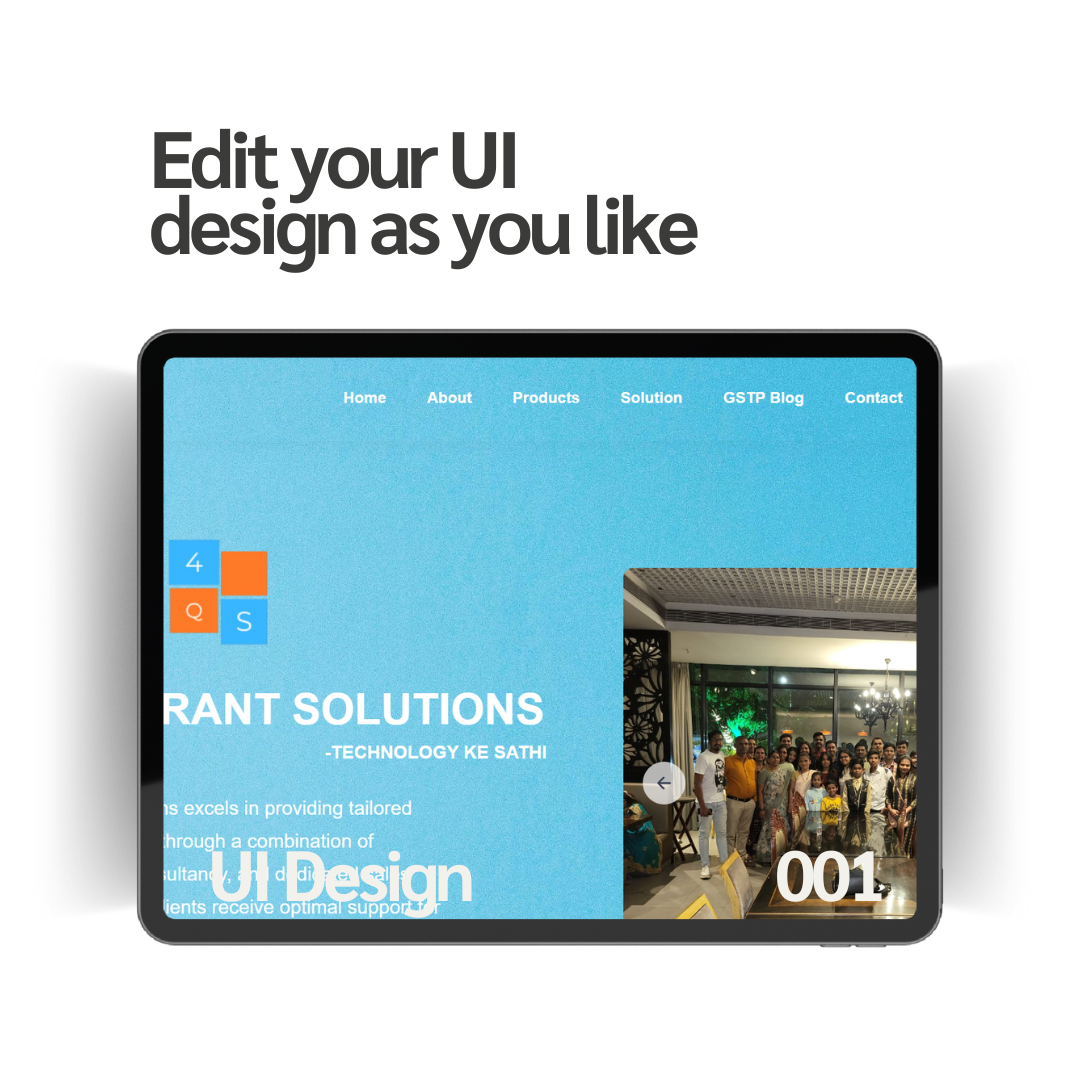 Edit your UI
design as you like
Home About Products Solution GSTP Blog Contact
4
Q S
RANT SOLUTIONS
-TECHNOLOGY KE SATHI
ns excels in providing tailored
through a combination of
sultancy, and dedicated sales
ients receive optimal support for
UI Design 001.